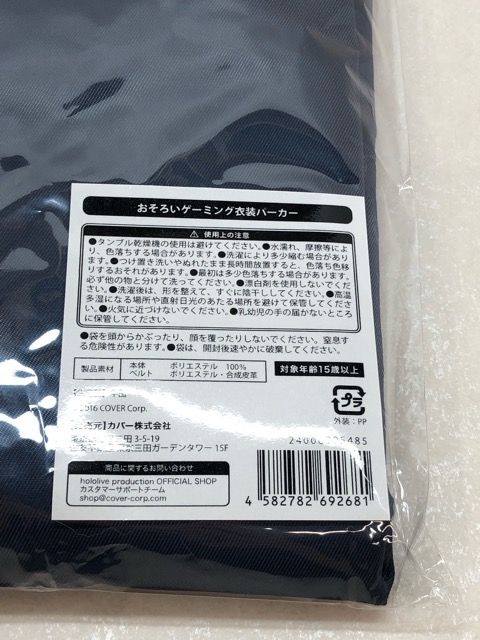 おそろいゲーミング衣装パーカー
⚠ 使用上の注意
●タンブル乾燥機の使用は避けてください。●水濡れ、摩擦等によ
り、色落ちする場合があります。●洗濯により多少縮む場合があり
ます。●つけ置き洗いやぬれたまま長時間放置すると、色落ち色移
りするおそれがあります。●最初は多少色落ちする場合があります。
必ず他の物と分けて洗ってください。●漂白剤を使用しないでくだ
さい。●洗濯後は、形を整えて、すぐに陰干ししてください。●高温
多湿になる場所や直射日光のあたる場所を避けて保管してくださ
い。●火気に近づけないでください。●乳幼児の手の届かないところ
に保管してください。
●袋を頭からかぶったり、顔を覆ったりしないでください。窒息す
る危険性があります。●袋は、開封後速やかに破棄してください。
製品素材 本体 ポリエステル 100%
ベルト ポリエステル・合成皮革
対象年齢15歳以上
2016 COVER Corp.
売元】カバー株式会社
三田 3-5-19
東京三田ガーデンタワー 15F
プラ
外装:PP
商品に関するお問い合わせ
hololive production OFFICIAL SHOP
カスタマーサポートチーム
shop@cover-corp.com
4 582782 692681